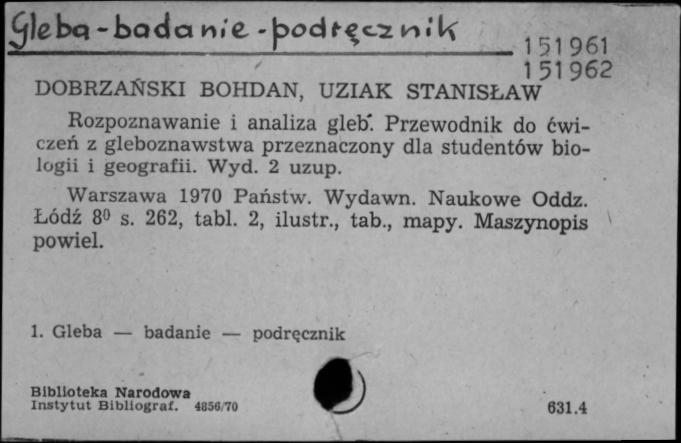 Gleba-badanie-podręcznik
151961
151962
DOBRZAŃSKI BOHDAN, UZIAK STANISŁAW
Rozpoznawanie i analiza gleb. Przewodnik do ćwi-
czeń z gleboznawstwa przeznaczony dla studentów bio-
logii i geografii. Wyd. 2 uzup.
Warszawa 1970 Państw. Wydawn. Naukowe Oddz.
Łódź 8⁰ s. 262, tabl. 2, ilustr., tab., mapy. Maszynopis
powiel.
1. Gleba — badanie — podręcznik
Biblioteka Narodowa
Instytut Bibliograf. 4856/70
631.4